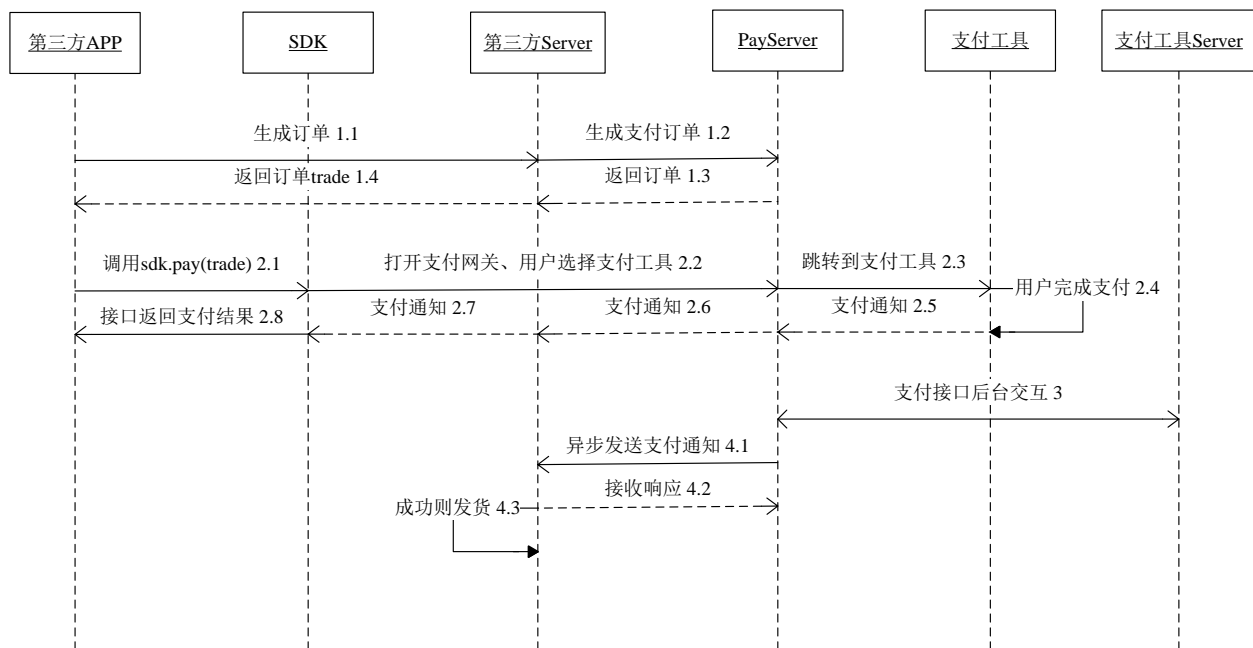 第三方APP
SDK
第三方Server
PayServer
支付工具
支付工具Server
生成订单 1.1
生成支付订单 1.2
返回订单trade 1.4
返回订单 1.3
调用sdk.pay(trade) 2.1
打开支付网关、用户选择支付工具 2.2
跳转到支付工具 2.3
用户完成支付 2.4
接口返回支付结果 2.8
支付通知 2.7
支付通知 2.6
支付通知 2.5
支付接口后台交互 3
异步发送支付通知 4.1
接收响应 4.2
成功则发货 4.3